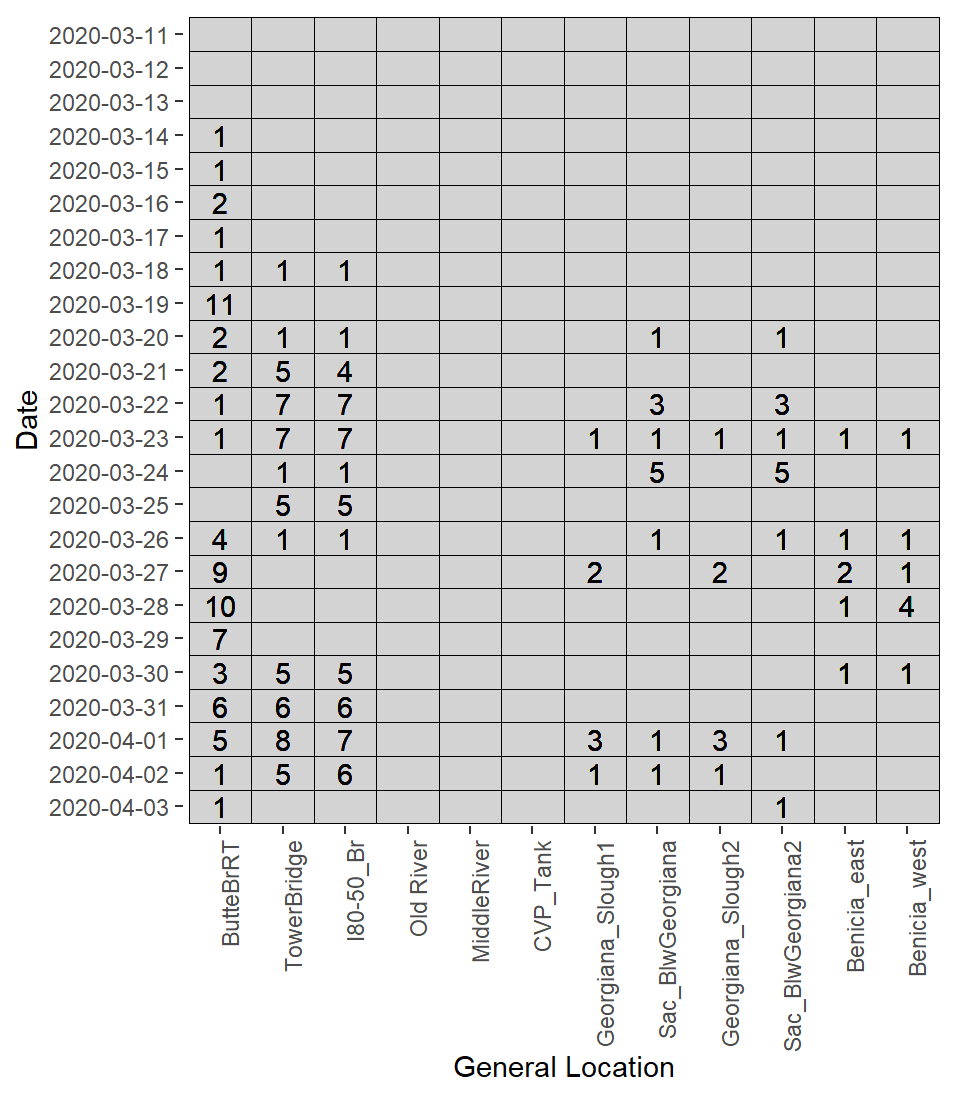 2020-03-11
2020-03-12
2020-03-13
2020-03-14 1
2020-03-15 1
2020-03-16 2
2020-03-17 1
2020-03-18 1 1 1
2020-03-19 11
2020-03-20 2 1 1 1 1
2020-03-21 2 5 4
2020-03-22 1 7 7 3 3
2020-03-23 1 7 7 1 1 1 1 1 1
2020-03-24 1 1 5 5
2020-03-25 5 5
2020-03-26 4 1 1 1 1 1 1
2020-03-27 9 2 2 2 1
2020-03-28 10 1 4
2020-03-29 7
2020-03-30 3 5 5 1 1
2020-03-31 6 6 6
2020-04-01 5 8 7 3 1 3 1
2020-04-02 1 5 6 1 1 1
2020-04-03 1 1
Date
ButteBrRT
TowerBridge
I80-50_Br
Old River
MiddleRiver
CVP_Tank
Georgiana_Slough1
Sac_BlwGeorgiana
Georgiana_Slough2
Sac_BlwGeorgiana2
Benicia_east
Benicia_west
General Location